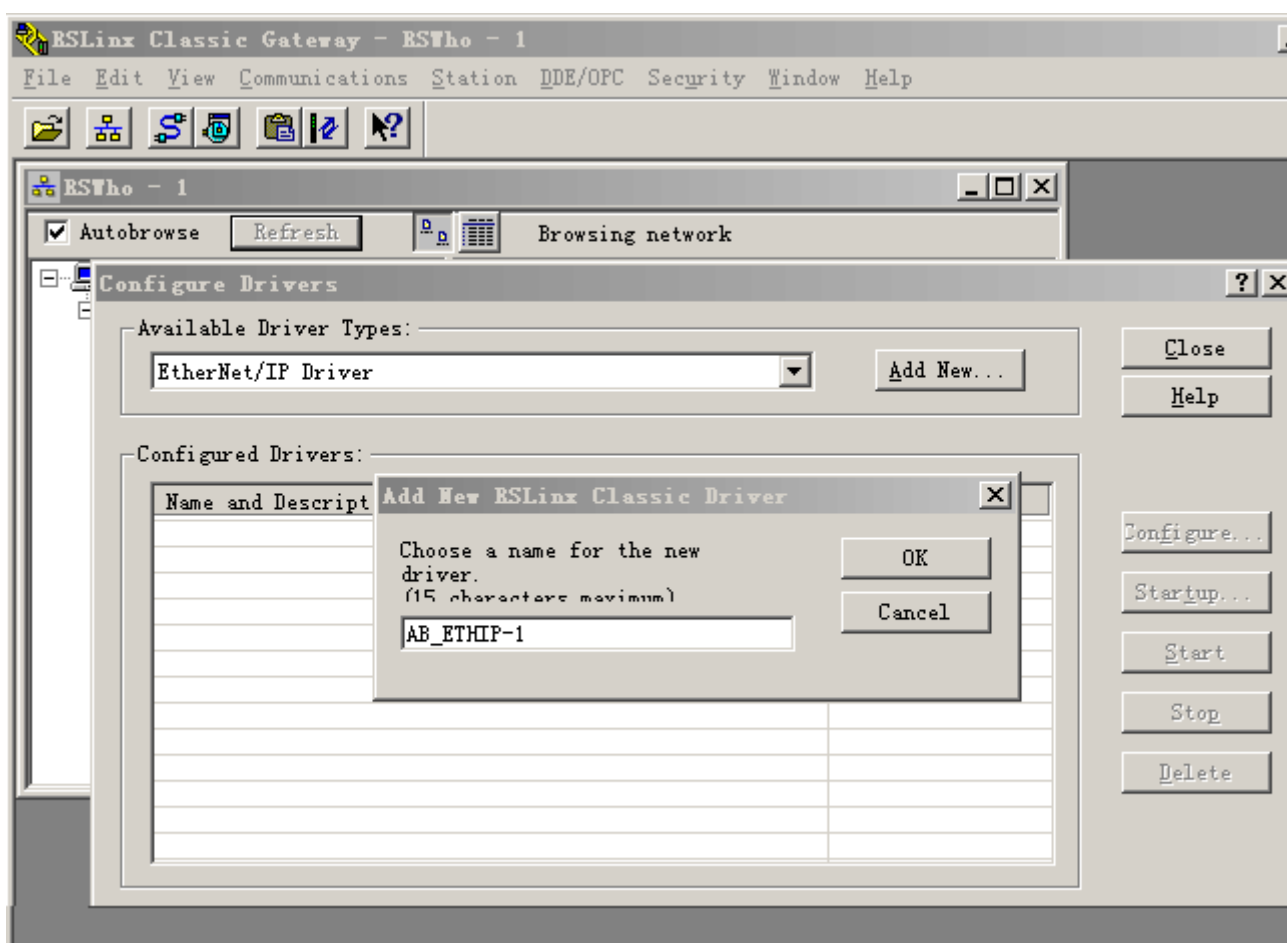 RSLinx Classic Gateway - RSWho - 1
File Edit View Communications Station DDE/OPC Security Window Help
RSWho - 1
Autobrowse Refresh Browsing network
Configure Drivers
Available Driver Types:
EtherNet/IP Driver
Add New...
Close
Help
Configured Drivers:
Name and Descript
Add New RSLinx Classic Driver
Choose a name for the new
driver.
(15 characters maximum)
AB_ETHIP-1
OK
Cancel
Configure...
Startup...
Start
Stop
Delete